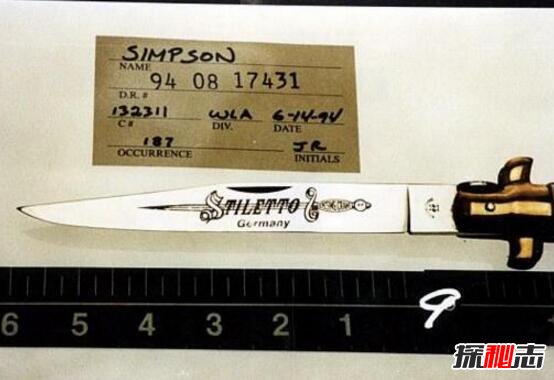 SIMPSON
NAME
94 08 17431
D.R. #
132311 WLA 6-14-94
C# DIV. DATE
187 JR
OCCURRENCE INITIALS
STILETTO
Germany
6 5 4 3 2 1
9
探秘志